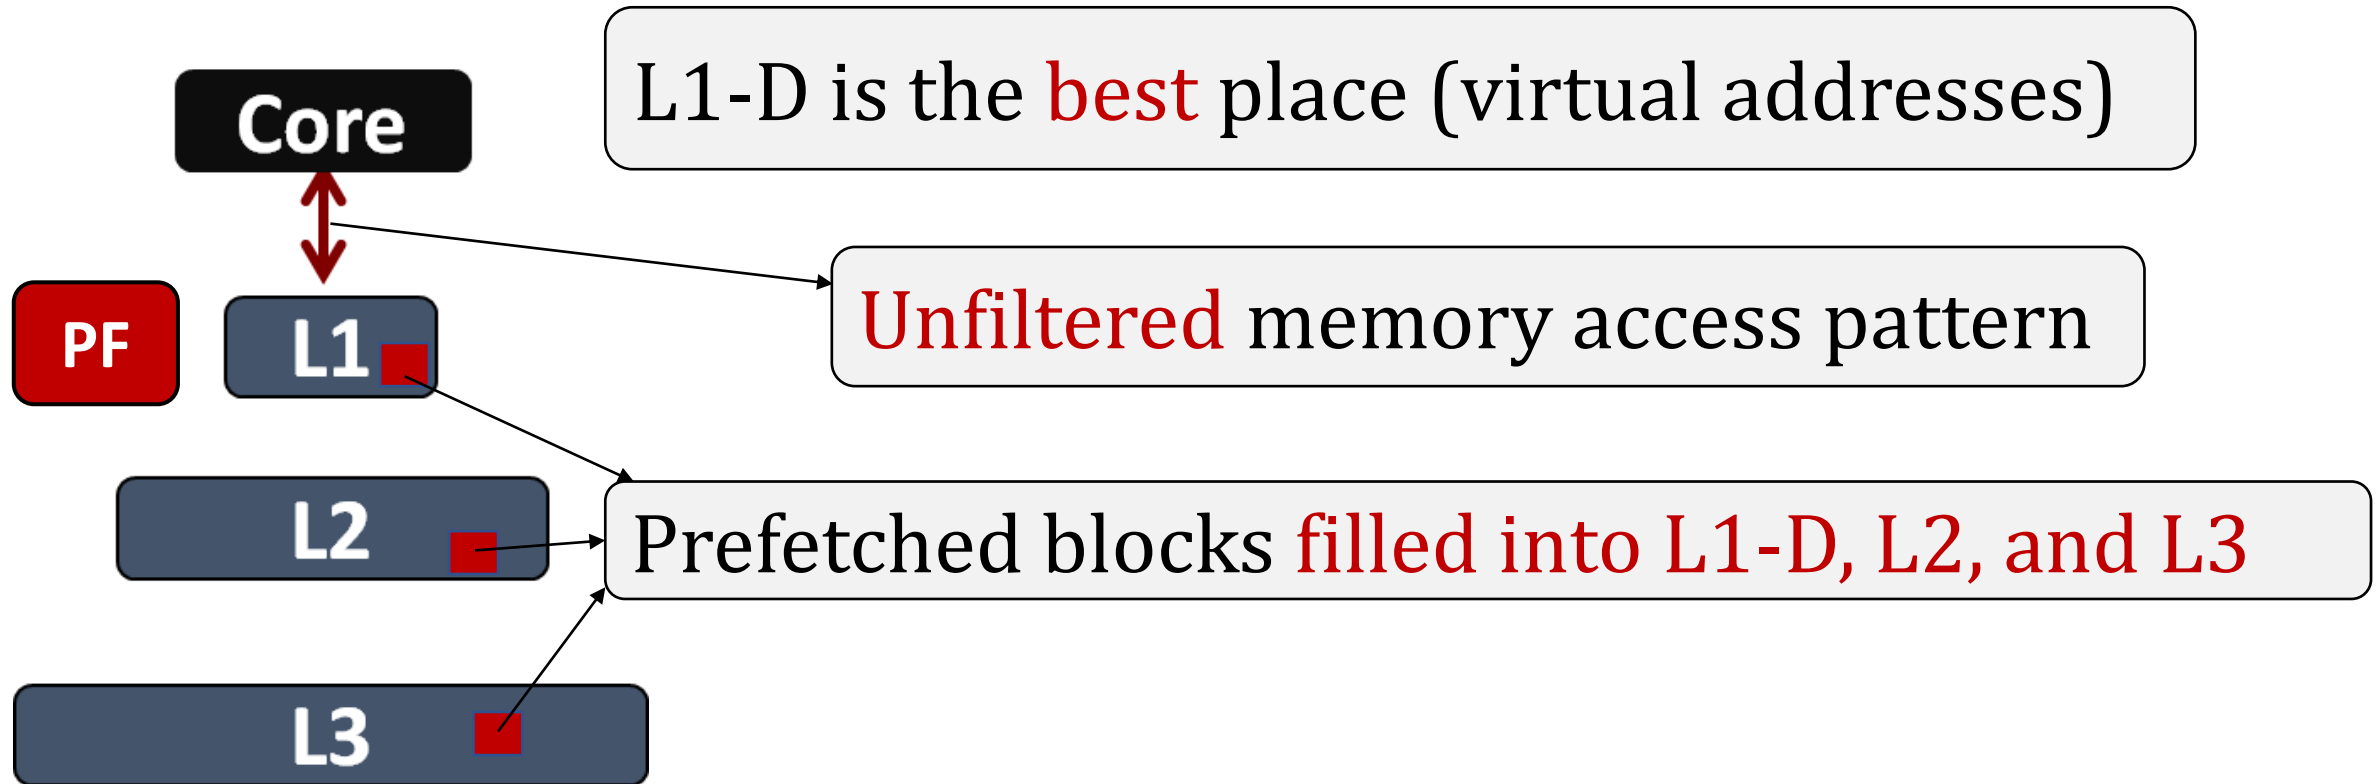 L1-D is the best place (virtual addresses)
Core
Unfiltered memory access pattern
PF
L1
L2
Prefetched blocks filled into L1-D, L2, and L3
L3